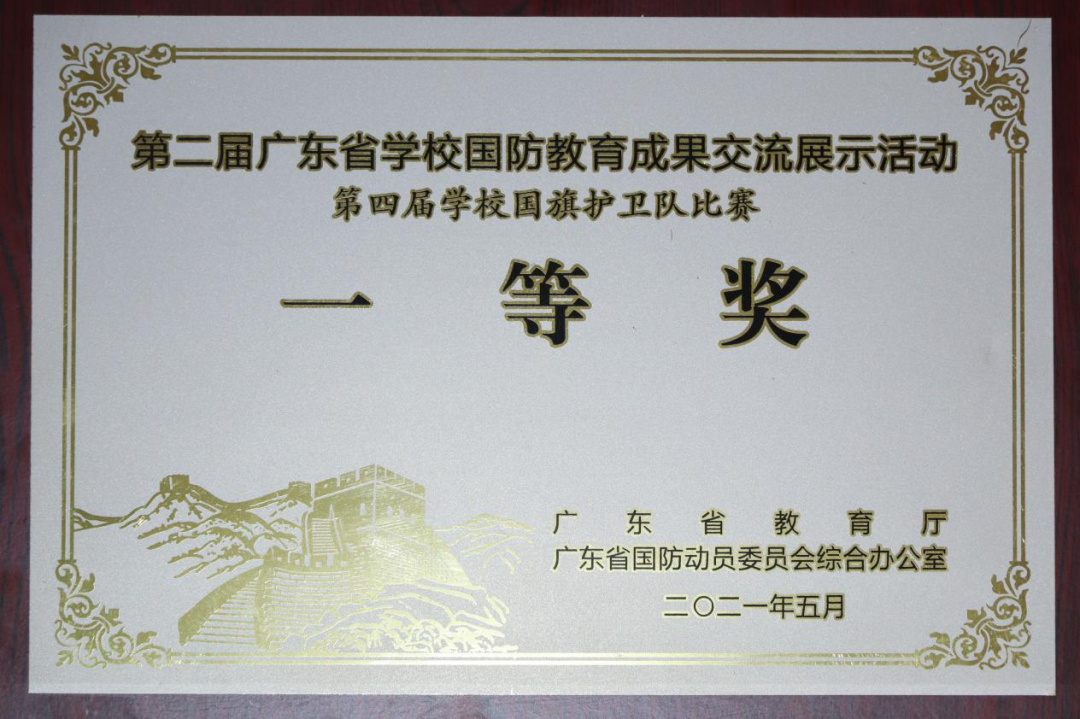 第二届广东省学校国防教育成果交流展示活动
第四届学校国旗护卫队比赛
一等奖
广东省教育厅
广东省国防动员委员会综合办公室
二〇二一年五月